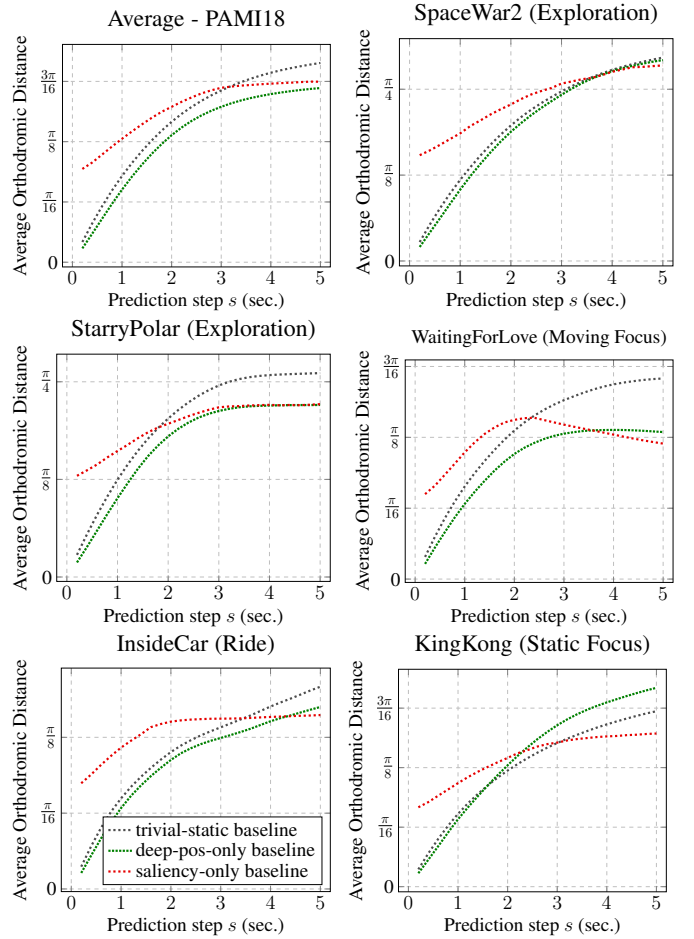 Average - PAMI18
Average Orthodromic Distance
3π/16
π/8
π/16
0
0 1 2 3 4 5
Prediction step s (sec.)
SpaceWar2 (Exploration)
Average Orthodromic Distance
π/4
π/8
0
0 1 2 3 4 5
Prediction step s (sec.)
StarryPolar (Exploration)
Average Orthodromic Distance
π/4
π/8
0
0 1 2 3 4 5
Prediction step s (sec.)
WaitingForLove (Moving Focus)
Average Orthodromic Distance
3π/16
π/8
π/16
0
0 1 2 3 4 5
Prediction step s (sec.)
InsideCar (Ride)
Average Orthodromic Distance
π/8
π/16
0
trivial-static baseline
deep-pos-only baseline
saliency-only baseline
0 1 2 3 4 5
Prediction step s (sec.)
KingKong (Static Focus)
Average Orthodromic Distance
3π/16
π/8
π/16
0
0 1 2 3 4 5
Prediction step s (sec.)